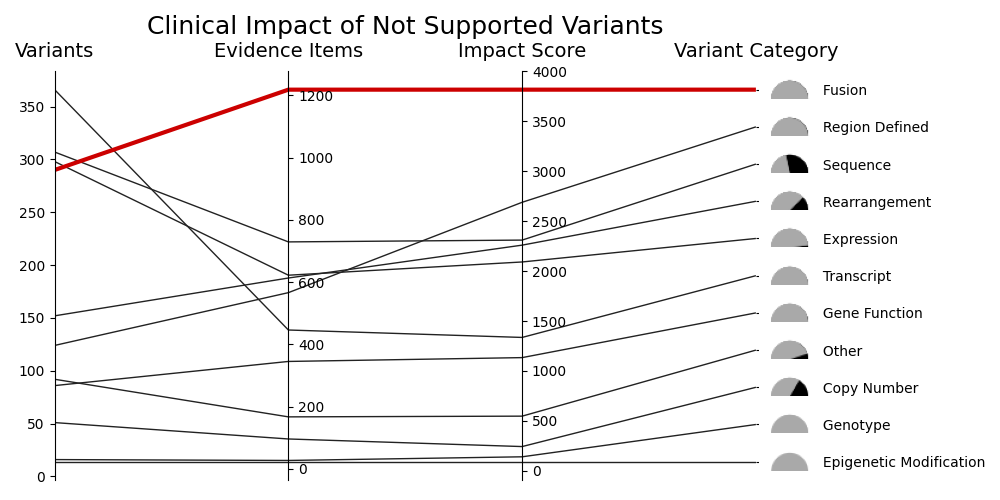 Clinical Impact of Not Supported Variants
Variants
Evidence Items
Impact Score
Variant Category
350
300
250
200
150
100
50
0
1200
1000
800
600
400
200
0
4000
3500
3000
2500
2000
1500
1000
500
0
Fusion
Region Defined
Sequence
Rearrangement
Expression
Transcript
Gene Function
Other
Copy Number
Genotype
Epigenetic Modification